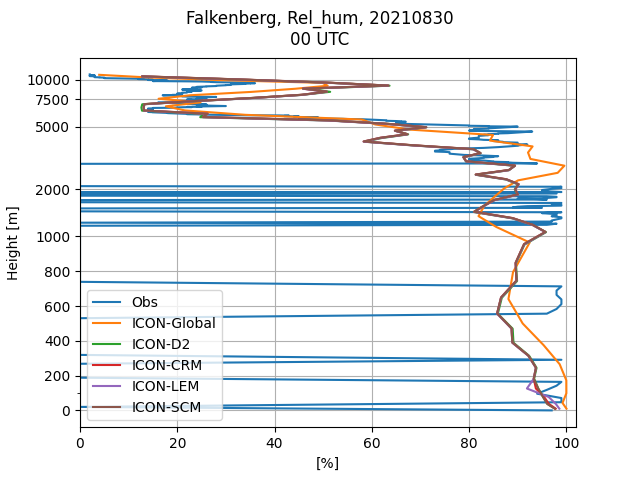 Falkenberg, Rel_hum, 20210830
00 UTC
Height [m]
10000
7500
5000
2000
1000
800
600
400
200
0
Obs
ICON-Global
ICON-D2
ICON-CRM
ICON-LEM
ICON-SCM
0 20 40 60 80 100
[%]